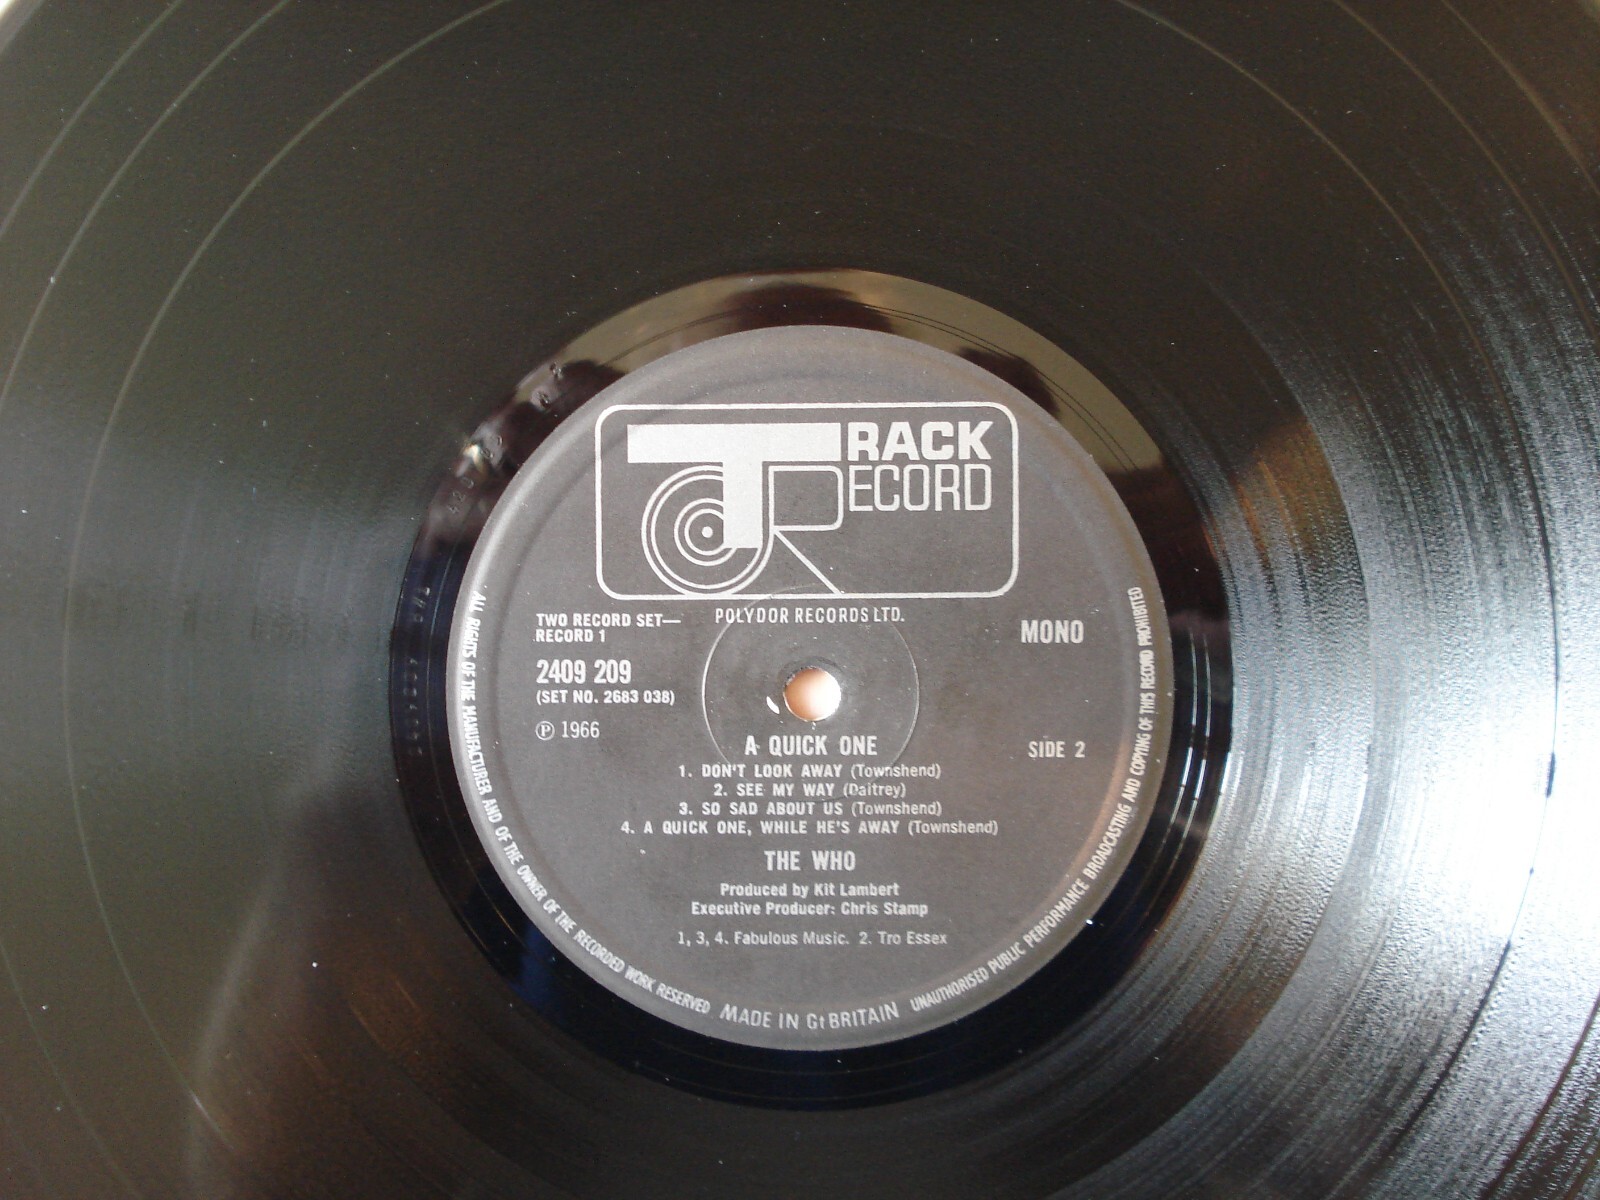 TRACK
RECORD
POLYDOR RECORDS LTD.
TWO RECORD SET—
RECORD 1
MONO
2409 209
(SET NO. 2683 038)
℗ 1966
A QUICK ONE
SIDE 2
1. DON'T LOOK AWAY (Townshend)
2. SEE MY WAY (Daltrey)
3. SO SAD ABOUT US (Townshend)
4. A QUICK ONE, WHILE HE'S AWAY (Townshend)
THE WHO
Produced by Kit Lambert
Executive Producer: Chris Stamp
1, 3, 4. Fabulous Music. 2. Tro Essex
ALL RIGHTS OF THE MANUFACTURER AND OF THE OWNER OF THE RECORDED WORK RESERVED
MADE IN Gt BRITAIN
UNAUTHORISED PUBLIC PERFORMANCE BROADCASTING AND COPYING OF THIS RECORD PROHIBITED